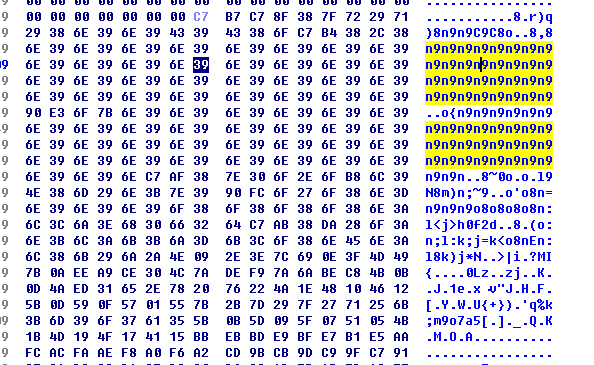 9 00 00 00 00 00 00 00 C7 B7 C7 8F 38 7F 72 29 71 ...........8.r)q
9 29 38 6E 39 6E 39 43 39 43 38 6F C7 B4 38 2C 38 )8n9n9C9C8o..8,8
9 6E 39 6E 39 6E 39 6E 39 6E 39 6E 39 6E 39 6E 39 n9n9n9n9n9n9n9n9
09 6E 39 6E 39 6E 39 6E 39 6E 39 6E 39 6E 39 6E 39 n9n9n9n9n9n9n9n9
9 6E 39 6E 39 6E 39 6E 39 6E 39 6E 39 6E 39 6E 39 n9n9n9n9n9n9n9n9
9 6E 39 6E 39 6E 39 6E 39 6E 39 6E 39 6E 39 6E 39 n9n9n9n9n9n9n9n9
9 90 E3 6F 7B 6E 39 6E 39 6E 39 6E 39 6E 39 6E 39 ..o{n9n9n9n9n9n9
9 6E 39 6E 39 6E 39 6E 39 6E 39 6E 39 6E 39 6E 39 n9n9n9n9n9n9n9n9
9 6E 39 6E 39 6E 39 6E 39 6E 39 6E 39 6E 39 6E 39 n9n9n9n9n9n9n9n9
9 6E 39 6E 39 6E 39 6E 39 6E 39 6E 39 6E 39 6E 39 n9n9n9n9n9n9n9n9
9 6E 39 6E 39 6E C7 AF 38 7E 30 6F 2E 6F B8 6C 39 n9n9n..8~0o.o.l9
9 4E 38 6D 29 6E 3B 7E 39 90 FC 6F 27 6F 38 6E 3D N8m)n;~9..o'o8n=
9 6E 39 6E 39 6E 39 6F 38 6F 38 6F 38 6F 38 6E 3A n9n9n9o8o8o8o8n:
9 6C 3C 6A 3E 68 30 66 32 64 C7 AB 38 DA 28 6F 3A l<j>h0f2d..8.(o:
9 6E 3B 6C 3A 6B 3B 6A 3D 6B 3C 6F 38 6E 45 6E 3A n;l:k;j=k<o8nEn:
9 6C 38 6B 29 6A 2A 4E 09 2E 3E 7C 69 0E 3F 4D 49 l8k)j*N..>|i.?MI
9 7B 0A EE A9 CE 30 4C 7A DE F9 7A 6A BE C8 4B 0B {....0Lz..zj..K.
9 0D 4A ED 31 65 2E 78 20 76 22 4A 1E 48 10 46 12 .J.1e.x v"J.H.F.
9 5B 0D 59 0F 57 01 55 7B 2B 7D 29 7F 27 71 25 6B [.Y.W.U{+}).'q%k
09 3B 6D 39 6F 37 61 35 5B 0B 5D 09 5F 07 51 05 4B ;m9o7a5[.]._.Q.K
9 1B 4D 19 4F 17 41 15 BB EB BD E9 BF E7 B1 E5 AA .M.O.A..........
9 FC AC FA AE F8 A0 F6 A2 CD 9B CB 9D C9 9F C7 91 ................